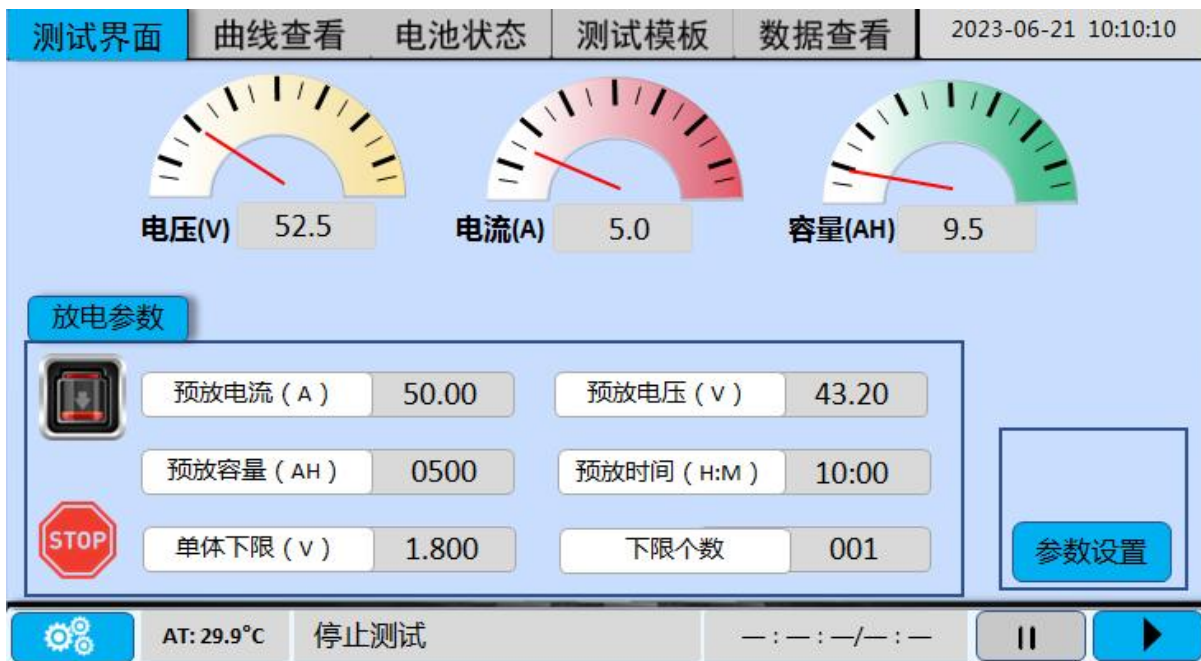 测试界面 曲线查看 电池状态 测试模板 数据查看 2023-06-21 10:10:10
电压(V) 52.5 电流(A) 5.0 容量(AH) 9.5
放电参数
预放电流(A) 50.00 预放电压(V) 43.20
预放容量(AH) 0500 预放时间(H:M) 10:00
STOP 单体下限(V) 1.800 下限个数 001
参数设置
AT: 29.9°C 停止测试 —:—:—/—:—